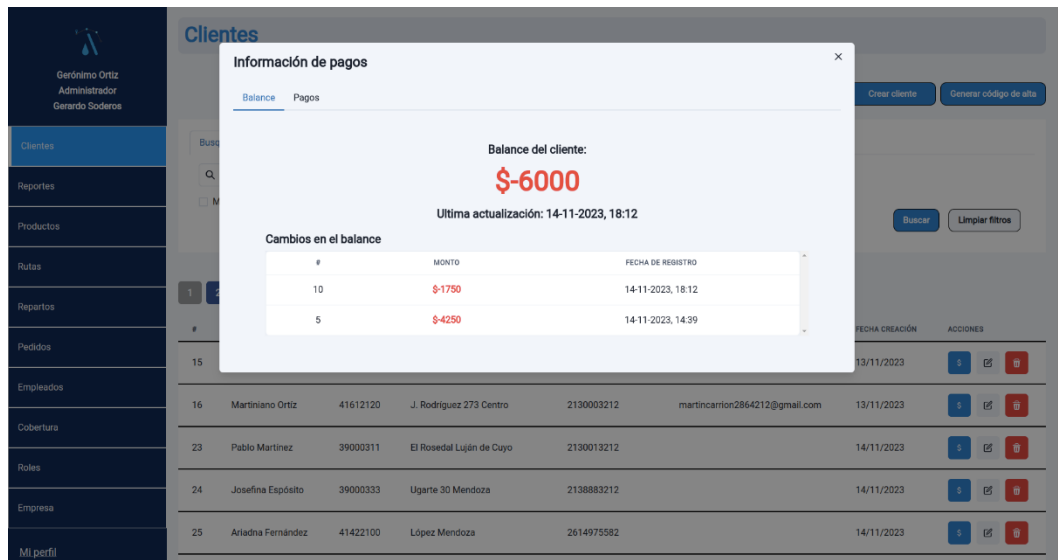 Gerónimo Ortiz
Administrador
Gerardo Soderos
Clientes
Reportes
Productos
Rutas
Repartos
Pedidos
Empleados
Cobertura
Roles
Empresa
Mi perfil
Clientes
Crear cliente
Generar código de alta
Buscar
Limpiar filtros
Información de pagos
×
Balance Pagos
Balance del cliente:
$-6000
Ultima actualización: 14-11-2023, 18:12
Cambios en el balance
# MONTO FECHA DE REGISTRO
10 $-1750 14-11-2023, 18:12
5 $-4250 14-11-2023, 14:39
1 2
# FECHA CREACIÓN ACCIONES
15 13/11/2023 $
16 Martiniano Ortiz 41612120 J. Rodríguez 273 Centro 2130003212 martincarrion2864212@gmail.com 13/11/2023 $
23 Pablo Martinez 39000311 El Rosedal Luján de Cuyo 2130013212 14/11/2023 $
24 Josefina Espósito 39000333 Ugarte 30 Mendoza 2138883212 14/11/2023 $
25 Ariadna Fernández 41422100 López Mendoza 2614975582 14/11/2023 $